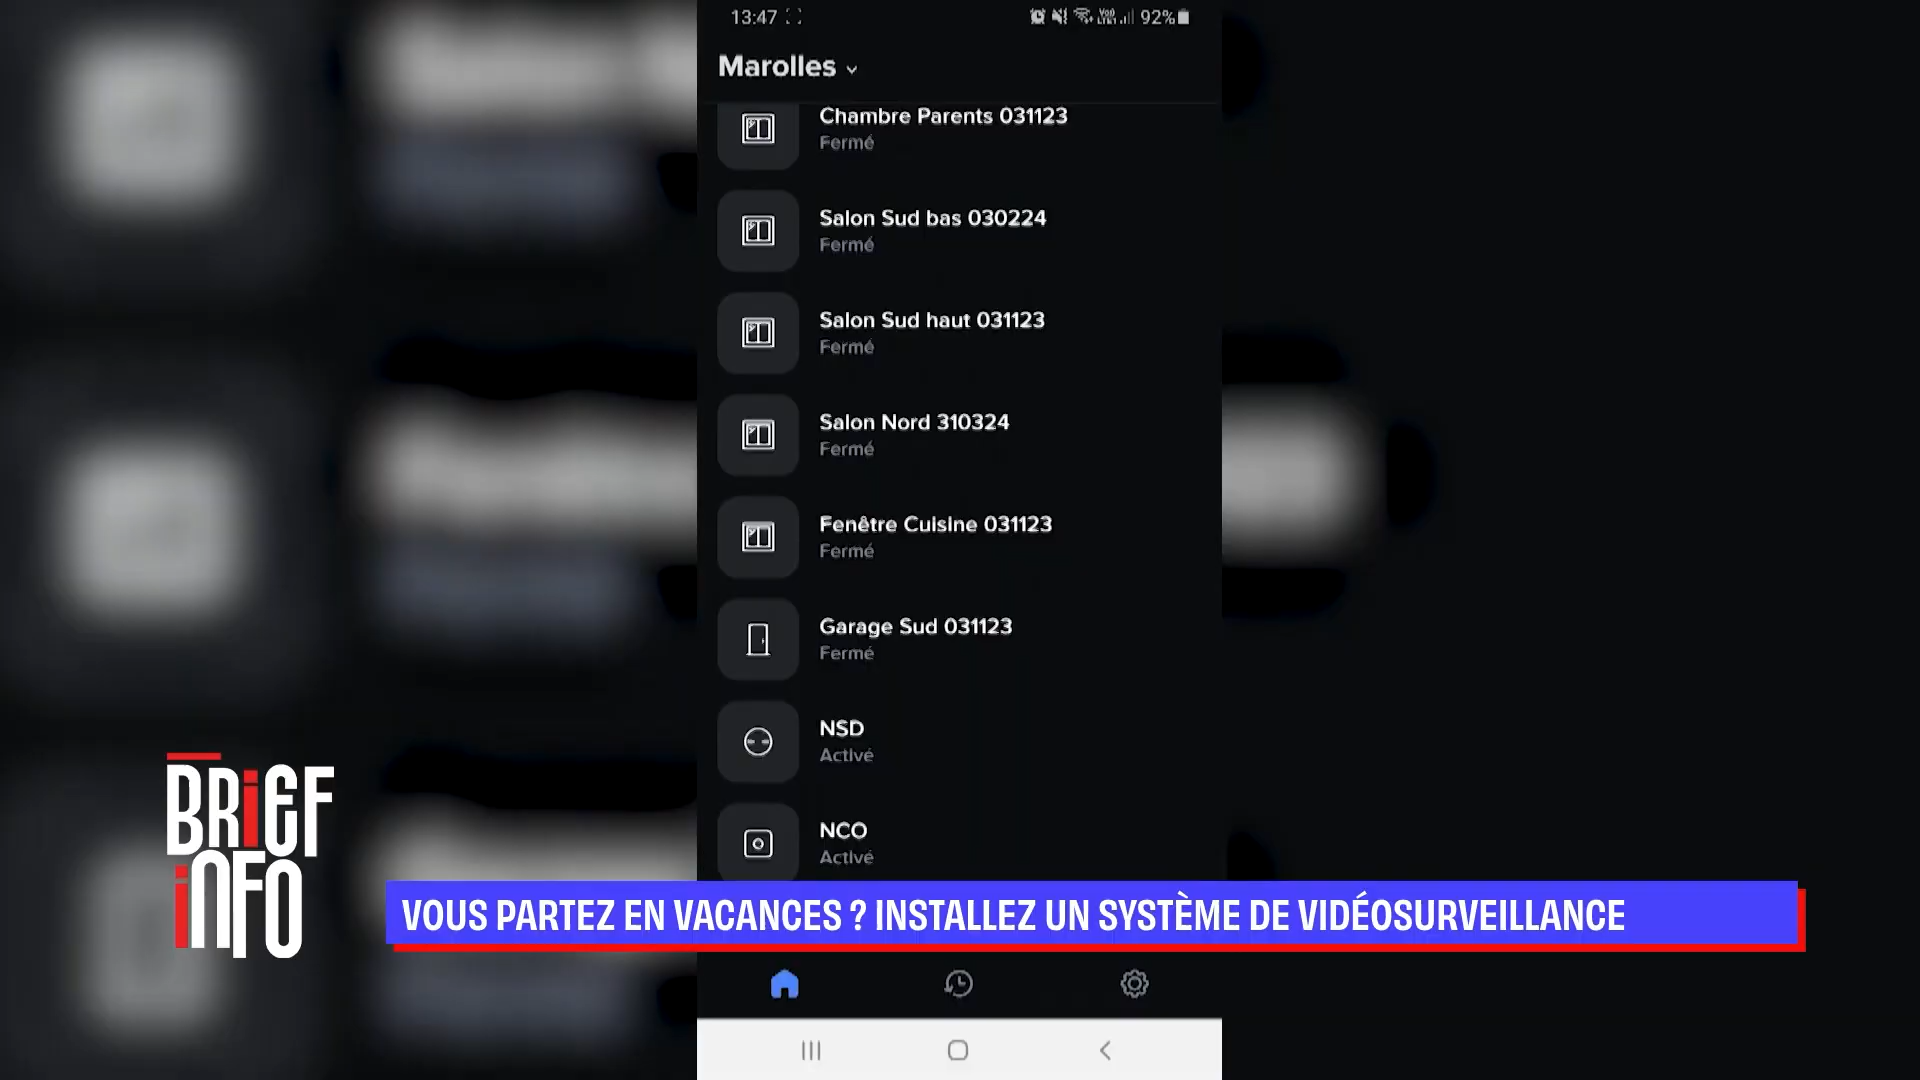 13:47
92%
Marolles
Chambre Parents 031123
Fermé
Salon Sud bas 030224
Fermé
Salon Sud haut 031123
Fermé
Salon Nord 310324
Fermé
Fenêtre Cuisine 031123
Fermé
Garage Sud 031123
Fermé
NSD
Activé
NCO
Activé
BRiEF
iNFO
VOUS PARTEZ EN VACANCES ? INSTALLEZ UN SYSTÈME DE VIDÉOSURVEILLANCE